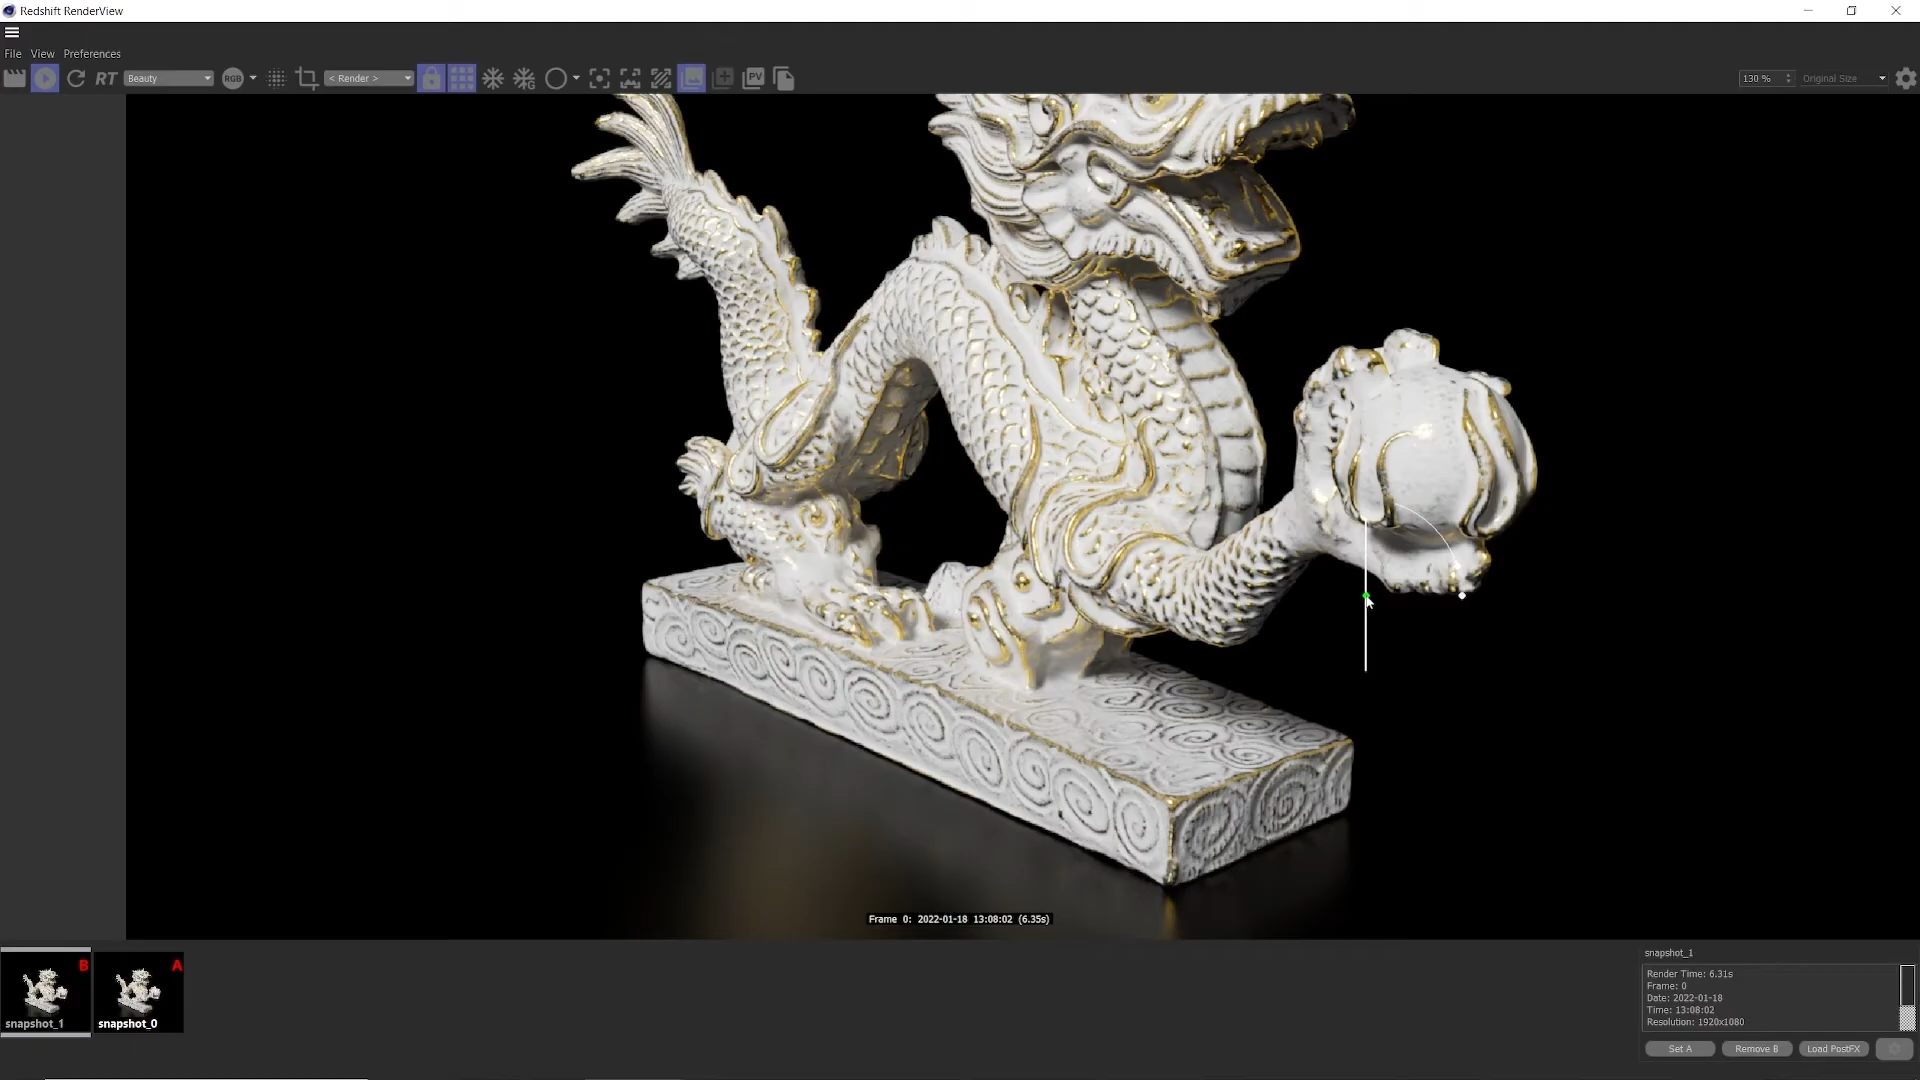 Redshift RenderView
File View Preferences
RT Beauty RGB < Render > G PV 130 % Original Size
Frame 0: 2022-01-18 13:08:02 (6.35s)
B
snapshot_1
A
snapshot_0
snapshot_1
Render Time: 6.31s
Frame: 0
Date: 2022-01-18
Time: 13:08:02
Resolution: 1920x1080
Set A Remove B Load PostFX